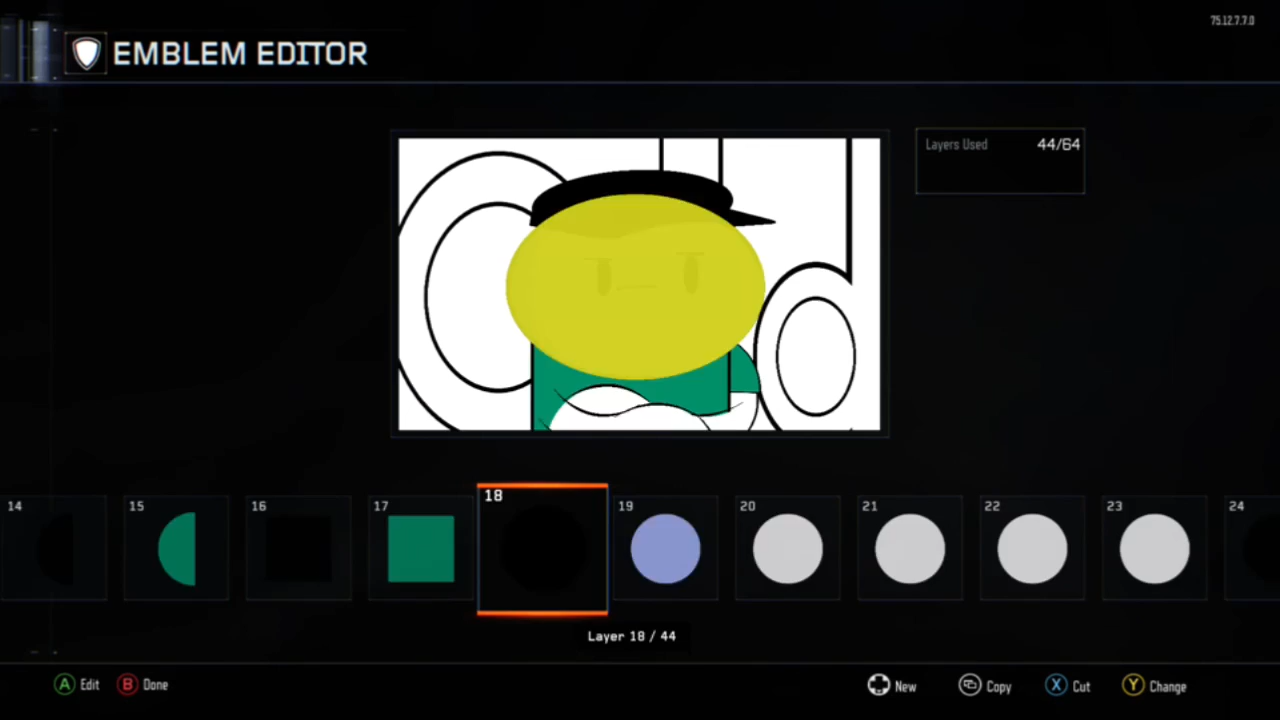 75.12.7.7.0
EMBLEM EDITOR
Layers Used 44/64
14 15 16 17 18 19 20 21 22 23 24
Layer 18 / 44
A Edit B Done New Copy X Cut Y Change